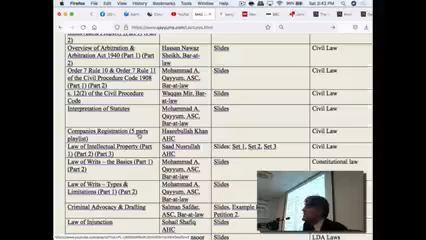 Firefox File Edit View History Bookmarks Tools Window Help
Sat 3:42 PM
2)
Overview of Arbitration & Arbitration Act 1940 (Part 1) (Part 2)
Hassan Nawaz Sheikh, Bar-at-law
Slides
Civil Law
Order 7 Rule 10 & Order 7 Rule 11 of the Civil Procedure Code 1908 (Part 1) (Part 2)
Mohammad A. Qayyum, ASC, Bar-at-law
Slides
Civil Law
s. 12(2) of the Civil Procedure Code
Waqqas Mir, Bar-at-law
Slides
Civil Law
Interpretation of Statutes
Mohammad A. Qayyum, ASC, Bar-at-law
Slides
Civil Law
Companies Registration (5 parts playlist)
Haseebullah Khan AHC
Slides
Civil Law
Law of Intellectual Property (Part 1) (Part 2) (Part 3)
Saad Nusrullah AHC
Slides: Set 1, Set 2, Set 3
Civil Law
Law of Writs – the Basics (Part 1) (Part 2)
Mohammad A. Qayyum, ASC, Bar-at-law
Slides
Constitutional law
Law of Writs – Types & Limitations (Part 1) (Part 2)
Mohammad A. Qayyum, ASC, Bar-at-law
Slides
Criminal Advocacy & Drafting
Salman Safdar, ASC, Bar-at-law
Slides, Example
Petition 2.
Law of Injunction
Sohail Shafiq AHC
Slides
LDA Laws